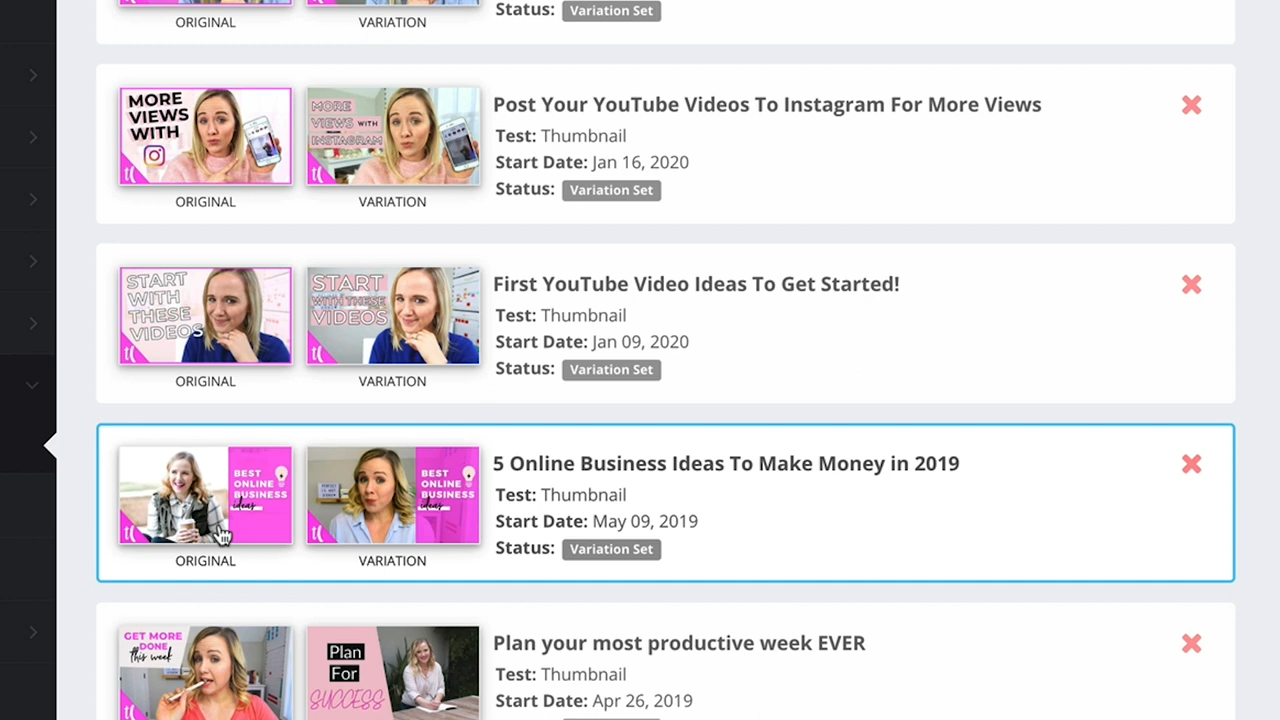 ORIGINAL
VARIATION
Status: Variation Set
MORE
VIEWS
WITH
t(
ORIGINAL
MORE
VIEWS WITH
INSTAGRAM
t(
VARIATION
Post Your YouTube Videos To Instagram For More Views
Test: Thumbnail
Start Date: Jan 16, 2020
Status: Variation Set
START
WITH
THESE
VIDEOS
t(
ORIGINAL
START
WITH THESE
VIDEOS
t(
VARIATION
First YouTube Video Ideas To Get Started!
Test: Thumbnail
Start Date: Jan 09, 2020
Status: Variation Set
BEST
ONLINE
BUSINESS
ideas
t(
ORIGINAL
BEST
ONLINE
BUSINESS
ideas
t(
VARIATION
5 Online Business Ideas To Make Money in 2019
Test: Thumbnail
Start Date: May 09, 2019
Status: Variation Set
GET MORE
DONE
this week
t(
Plan
For
SUCCESS
Plan your most productive week EVER
Test: Thumbnail
Start Date: Apr 26, 2019